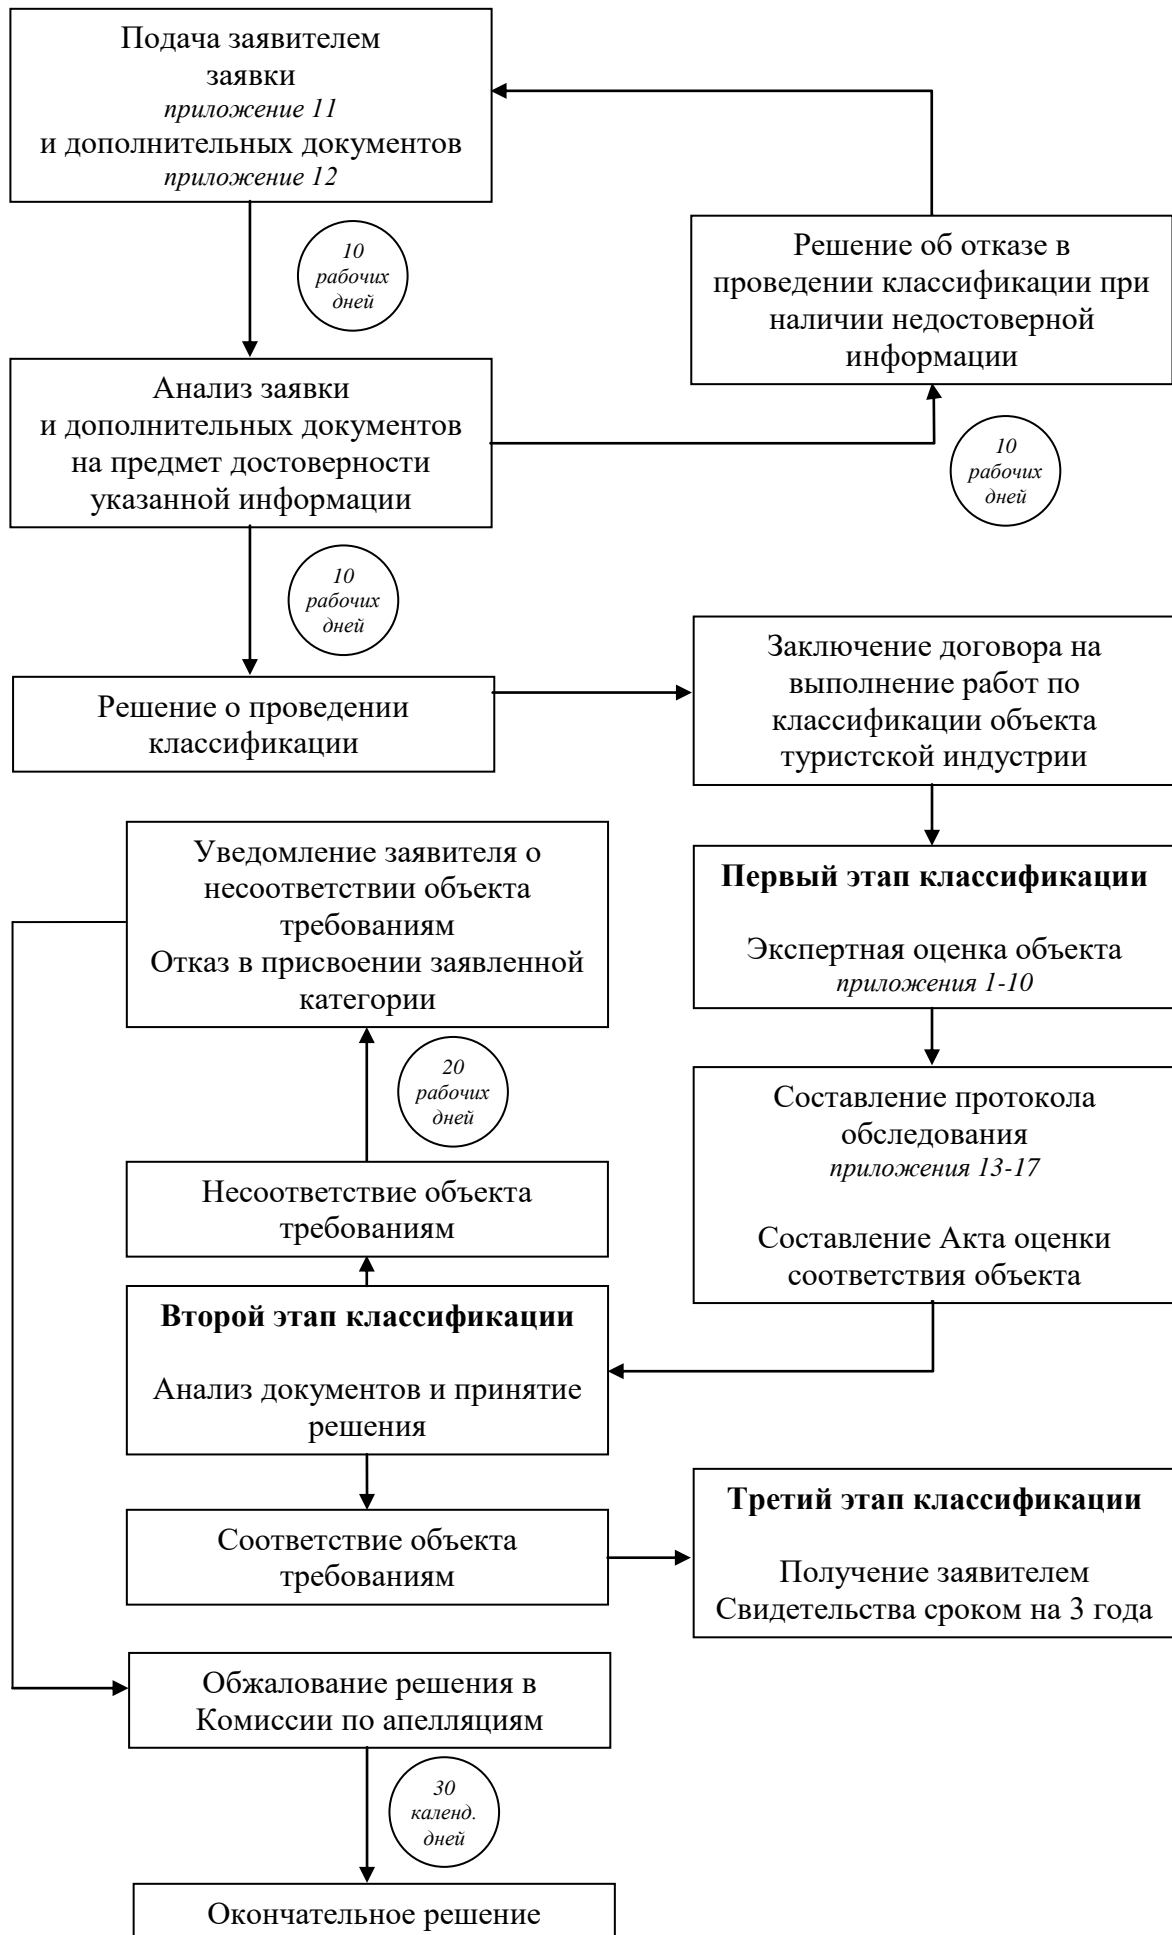 Подача заявителем
заявки
приложение 11
и дополнительных документов
приложение 12
10
рабочих
дней
Решение об отказе в
проведении классификации при
наличии недостоверной
информации
Анализ заявки
и дополнительных документов
на предмет достоверности
указанной информации
10
рабочих
дней
10
рабочих
дней
Решение о проведении
классификации
Заключение договора на
выполнение работ по
классификации объекта
туристской индустрии
Уведомление заявителя о
несоответствии объекта
требованиям
Отказ в присвоении заявленной
категории
Первый этап классификации
Экспертная оценка объекта
приложения 1-10
20
рабочих
дней
Составление протокола
обследования
приложения 13-17
Составление Акта оценки
соответствия объекта
Несоответствие объекта
требованиям
Второй этап классификации
Анализ документов и принятие
решения
Соответствие объекта
требованиям
Третий этап классификации
Получение заявителем
Свидетельства сроком на 3 года
Обжалование решения в
Комиссии по апелляциям
30
календ.
дней
Окончательное решение